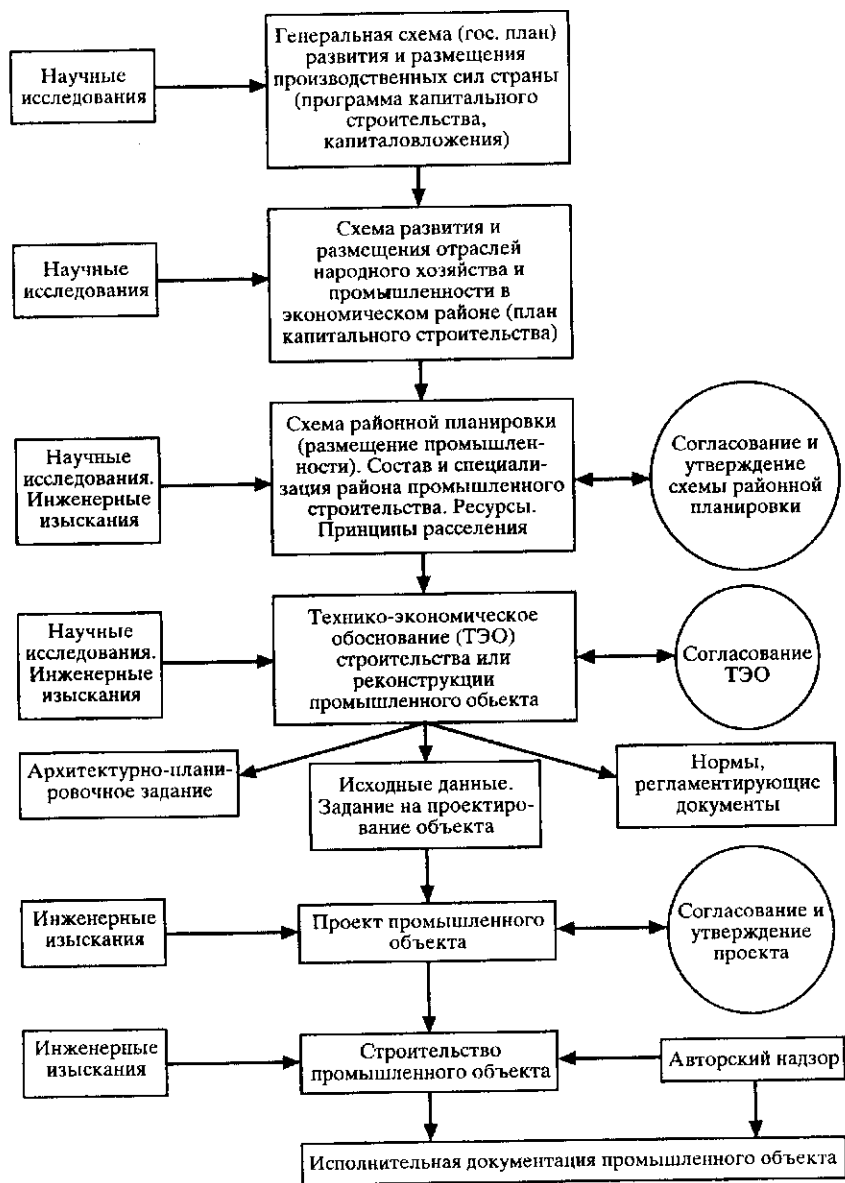 Генеральная схема (гос. план)
развития и размещения
производственных сил страны
(программа капитального
строительства,
капиталовложения)
Научные
исследования
Схема развития и
размещения отраслей
народного хозяйства и
промышленности в
экономическом районе (план
капитального строительства)
Научные
исследования
Схема районной планировки
(размещение промышлен-
ности). Состав и специали-
зация района промышленного
строительства. Ресурсы.
Принципы расселения
Научные
исследования.
Инженерные
изыскания
Согласование и
утверждение
схемы районной
планировки
Технико-экономическое
обоснование (ТЭО)
строительства или
реконструкции
промышленного обьекта
Научные
исследования.
Инженерные
изыскания
Согласование
ТЭО
Архитектурно-плани-
ровочное задание
Исходные данные.
Задание на проектиро-
вание объекта
Нормы,
регламентирующие
документы
Инженерные
изыскания
Проект промышленного
объекта
Согласование и
утверждение
проекта
Инженерные
изыскания
Строительство
промышленного объекта
Авторский надзор
Исполнительная документация промышленного объекта